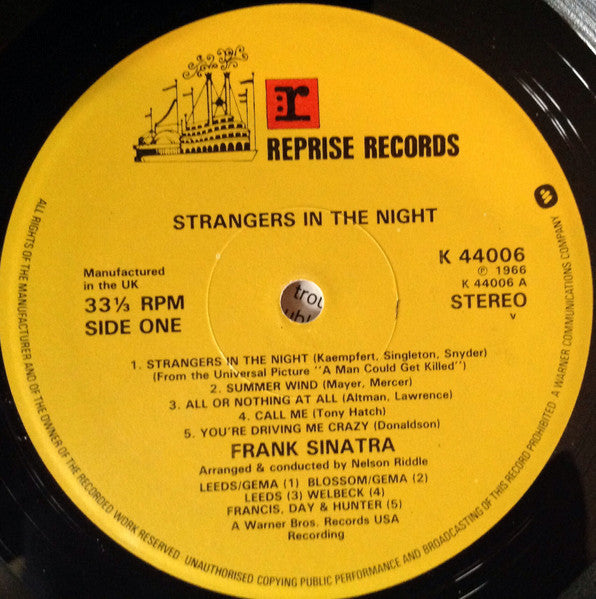 r
REPRISE RECORDS
STRANGERS IN THE NIGHT
Manufactured
in the UK
33⅓ RPM
SIDE ONE
K 44006
℗ 1966
K 44006 A
STEREO
v
1. STRANGERS IN THE NIGHT (Kaempfert, Singleton, Snyder)
(From the Universal Picture "A Man Could Get Killed")
2. SUMMER WIND (Mayer, Mercer)
3. ALL OR NOTHING AT ALL (Altman, Lawrence)
4. CALL ME (Tony Hatch)
5. YOU'RE DRIVING ME CRAZY (Donaldson)
FRANK SINATRA
Arranged & conducted by Nelson Riddle
LEEDS/GEMA (1) BLOSSOM/GEMA (2)
LEEDS (3) WELBECK (4)
FRANCIS, DAY & HUNTER (5)
A Warner Bros. Records USA
Recording
ALL RIGHTS OF THE MANUFACTURER AND OF THE OWNER OF THE RECORDED WORK RESERVED UNAUTHORISED COPYING PUBLIC PERFORMANCE AND BROADCASTING OF THIS RECORD PROHIBITED A WARNER COMMUNICATIONS COMPANY